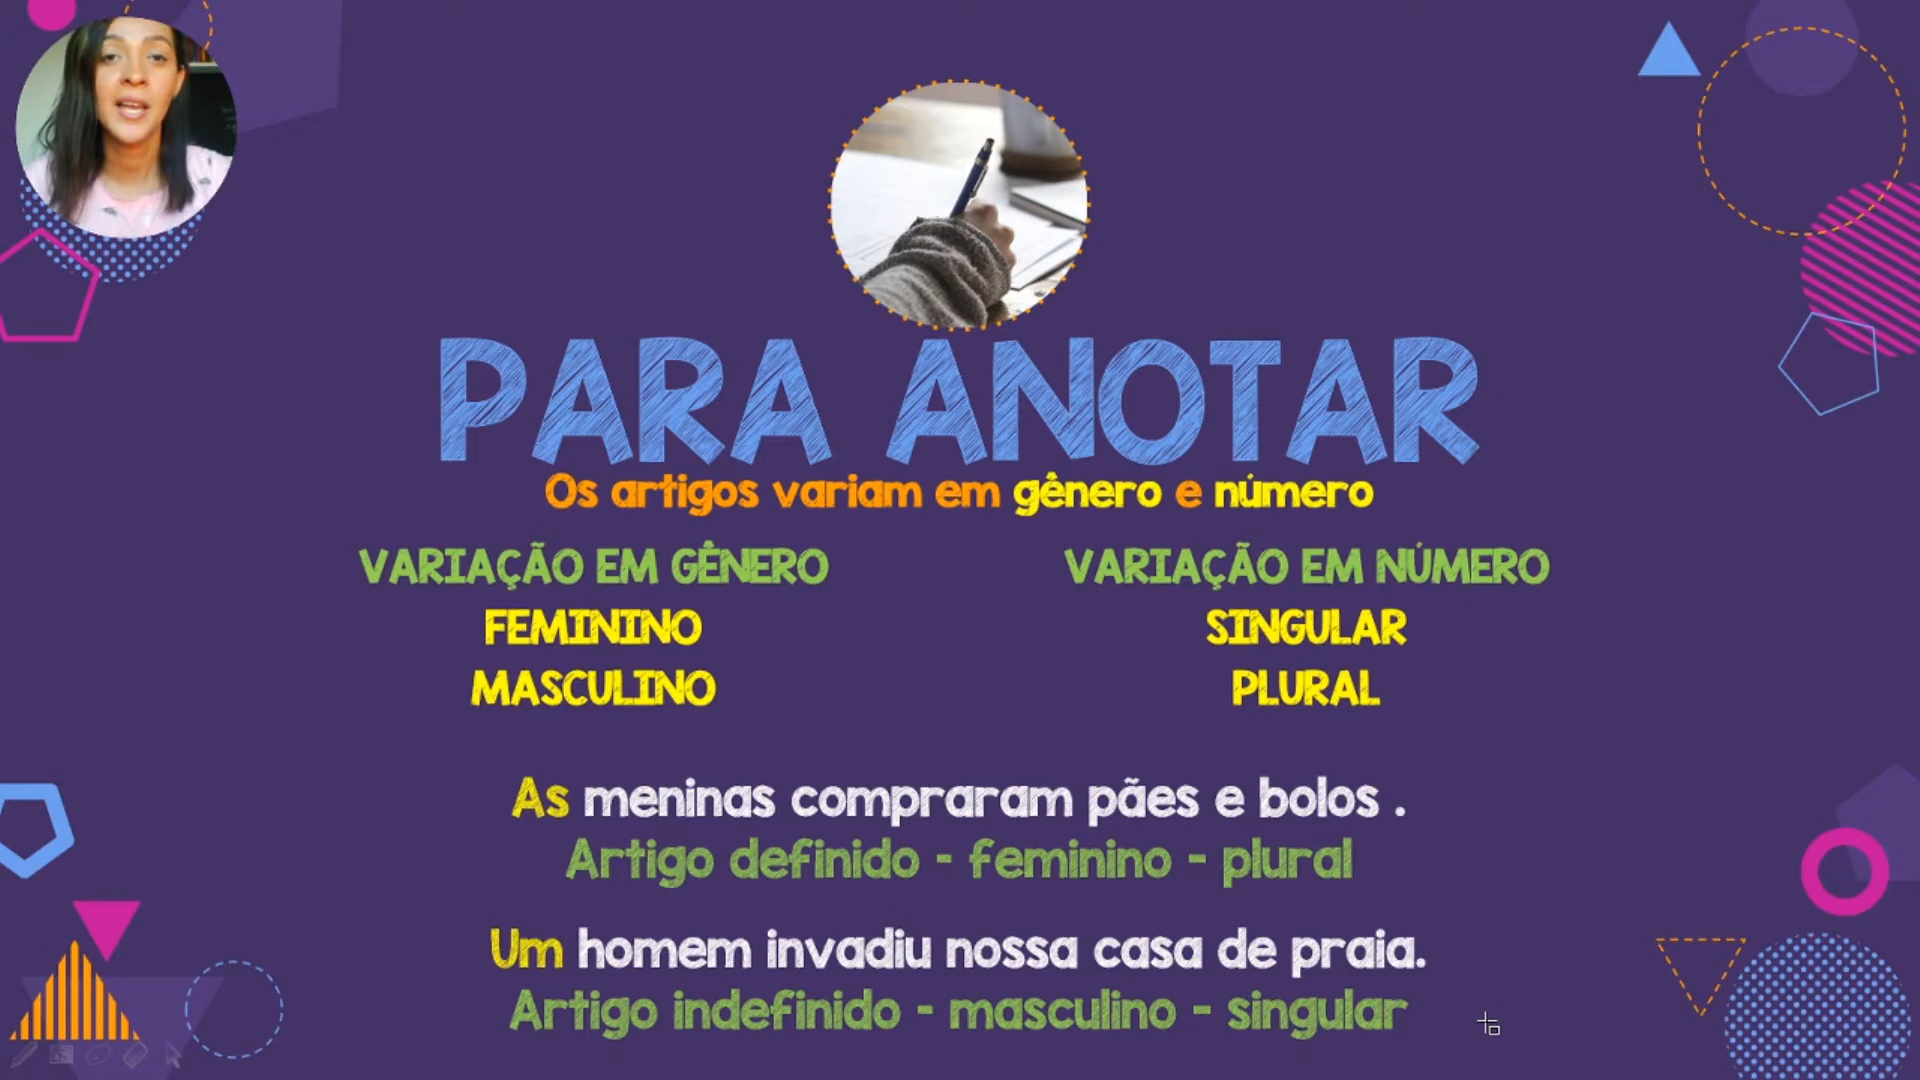 PARA ANOTAR
Os artigos variam em gênero e número
VARIAÇÃO EM GÊNERO
FEMININO
MASCULINO
VARIAÇÃO EM NÚMERO
SINGULAR
PLURAL
As meninas compraram pães e bolos .
Artigo definido - feminino - plural
Um homem invadiu nossa casa de praia.
Artigo indefinido - masculino - singular